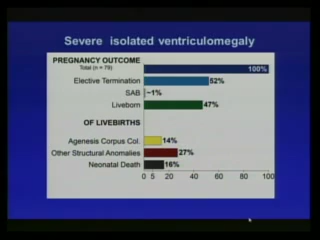 Severe isolated ventriculomegaly
PREGNANCY OUTCOME
Total (n = 79)
100%
Elective Termination
52%
SAB
~1%
Liveborn
47%
OF LIVEBIRTHS
Agenesis Corpus Col.
14%
Other Structural Anomalies
27%
Neonatal Death
16%
0 5 20 40 60 80 100